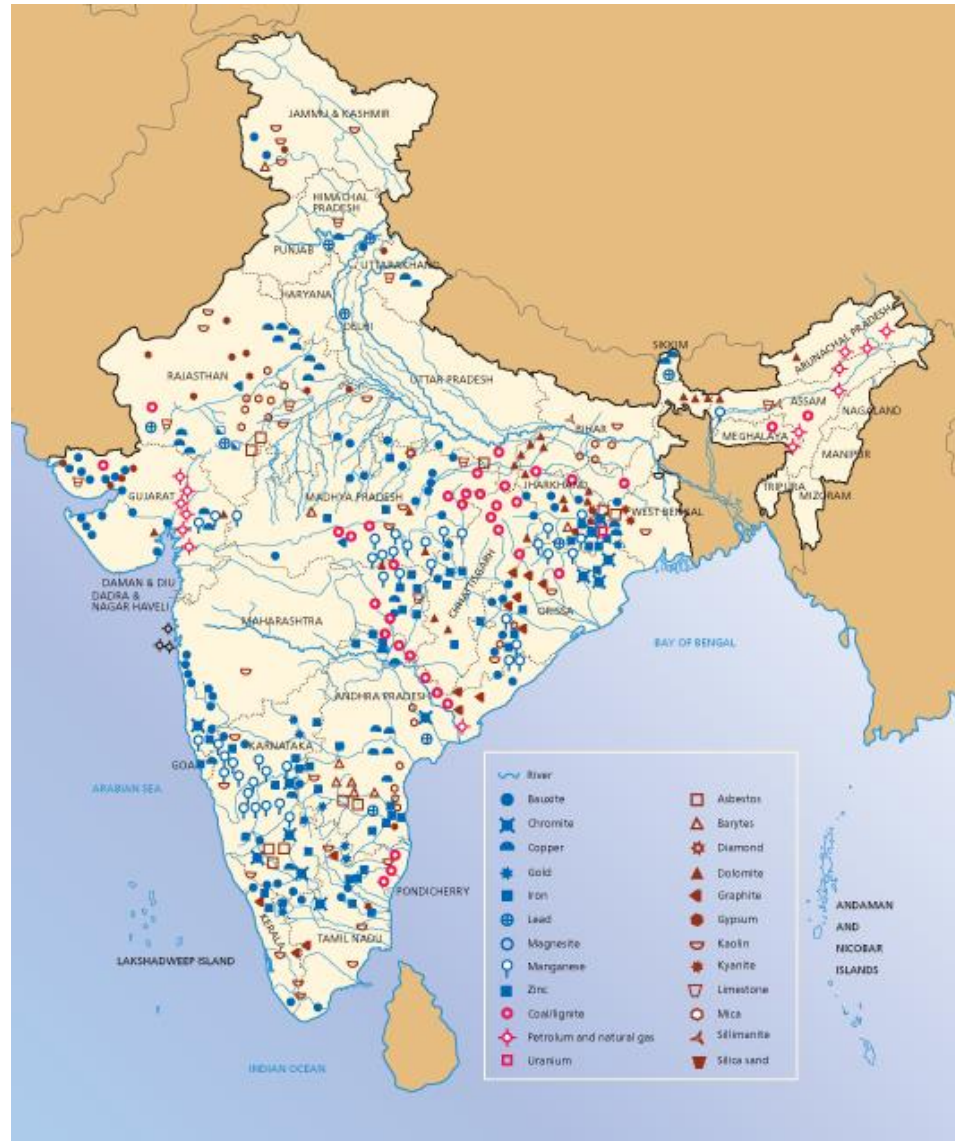 JAMMU & KASHMIR
HIMACHAL
PRADESH
PUNJAB
UTTARAKHAND
HARYANA
DELHI
SIKKIM
ARUNACHAL PRADESH
RAJASTHAN
UTTAR PRADESH
ASSAM
NAGALAND
BIHAR
MEGHALAYA
MANIPUR
TRIPURA
MIZORAM
GUJARAT
MADHYA PRADESH
JHARKHAND
WEST BENGAL
CHHATTISGARH
DAMAN & DIU
DADRA &
NAGAR HAVELI
MAHARASHTRA
ORISSA
BAY OF BENGAL
ANDHRA PRADESH
KARNATAKA
GOA
ARABIAN SEA
PONDICHERRY
KERALA
TAMIL NADU
LAKSHADWEEP ISLAND
INDIAN OCEAN
ANDAMAN
AND
NICOBAR
ISLANDS
River
Bauxite
Chromite
Copper
Gold
Iron
Lead
Magnesite
Manganese
Zinc
Coal/lignite
Petrolum and natural gas
Uranium
Asbestos
Barytes
Diamond
Dolomite
Graphite
Gypsum
Kaolin
Kyanite
Limestone
Mica
Sillimanite
Silica sand